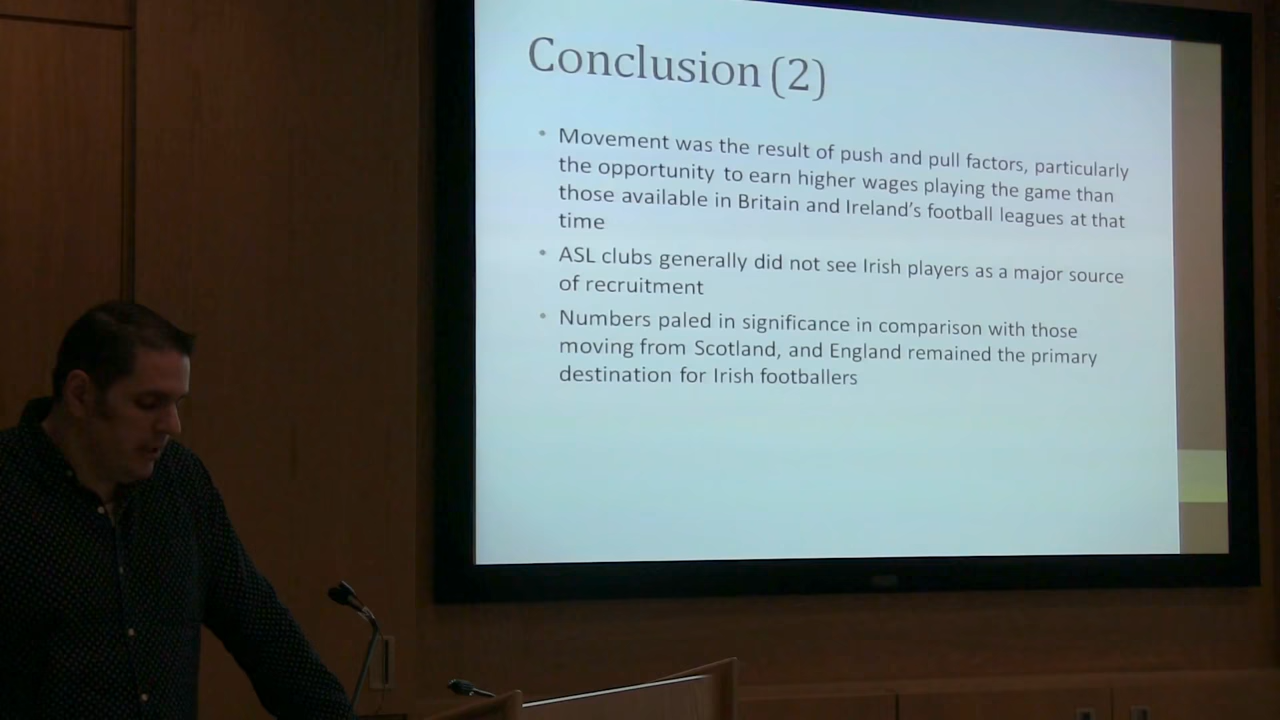 Conclusion (2)
• Movement was the result of push and pull factors, particularly
the opportunity to earn higher wages playing the game than
those available in Britain and Ireland's football leagues at that
time
• ASL clubs generally did not see Irish players as a major source
of recruitment
• Numbers paled in significance in comparison with those
moving from Scotland, and England remained the primary
destination for Irish footballers